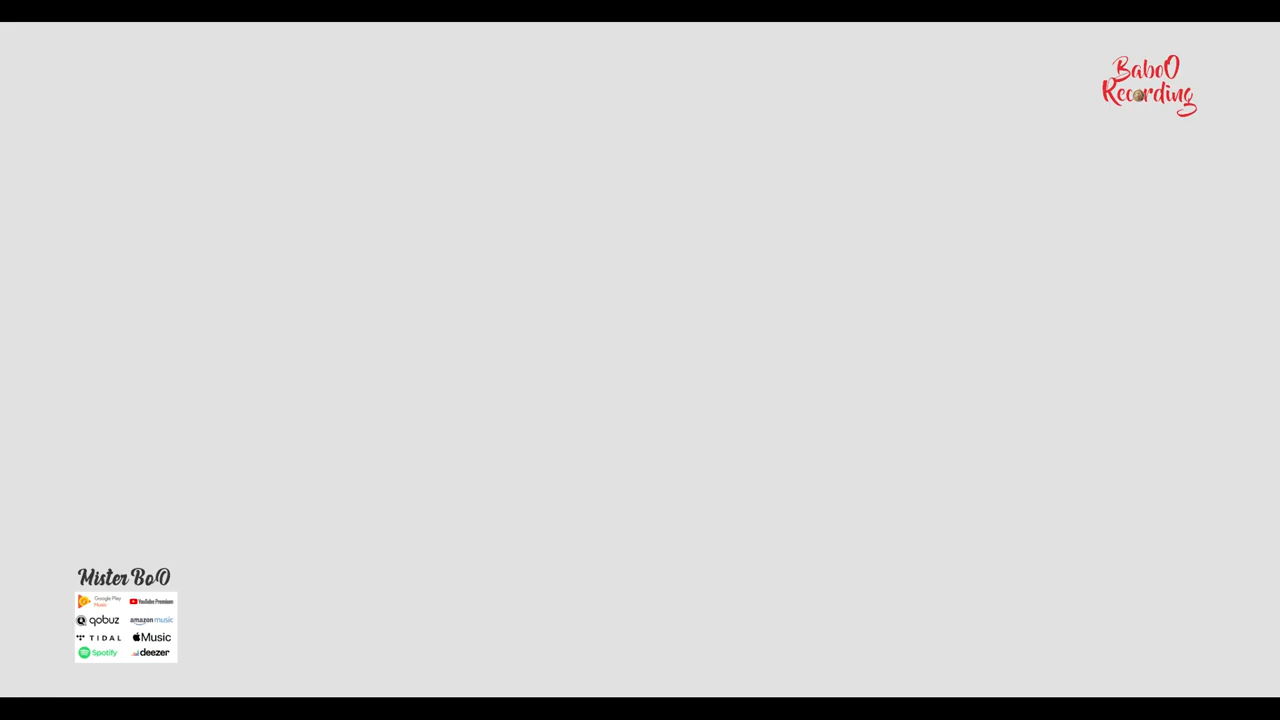 BaboO
Recording
Mister BoO
Google Play
Music
YouTube Premium
qobuz
amazon music
TIDAL
Music
Spotify
deezer